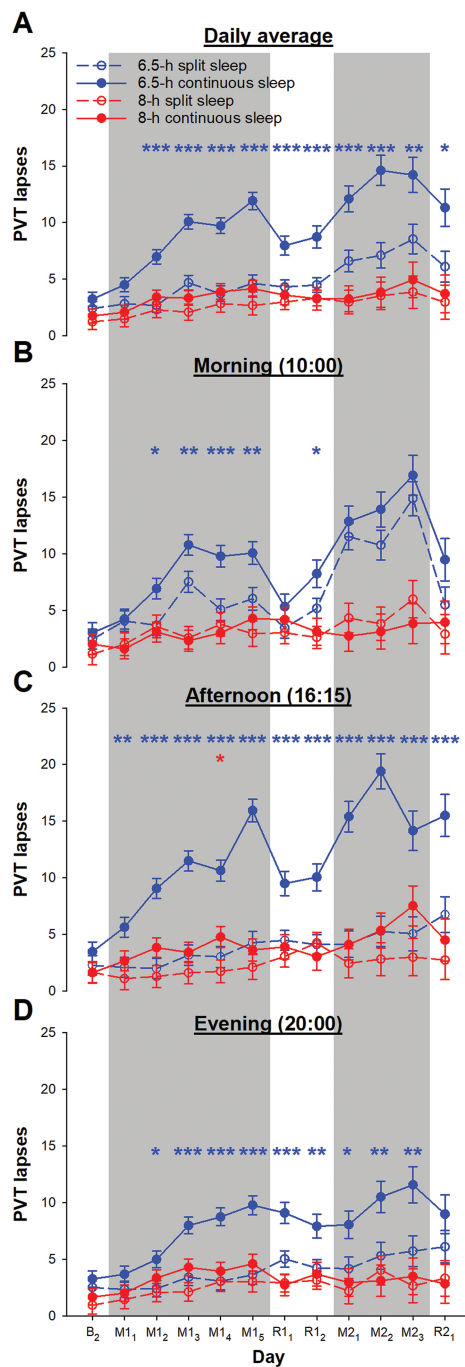 A
Daily average
25
20
15
10
5
0
PVT lapses
6.5-h split sleep
6.5-h continuous sleep
8-h split sleep
8-h continuous sleep
*** *** *** *** *** *** *** *** ** *
B
Morning (10:00)
25
20
15
10
5
0
PVT lapses
* ** *** ** *
C
Afternoon (16:15)
25
20
15
10
5
0
PVT lapses
** *** *** *** *** *** *** *** *** *** ***
*
D
Evening (20:00)
25
20
15
10
5
0
PVT lapses
* *** *** *** *** ** * ** **
B₂ M1₁ M1₂ M1₃ M1₄ M1₅ R1₁ R1₂ M2₁ M2₂ M2₃ R2₁
Day